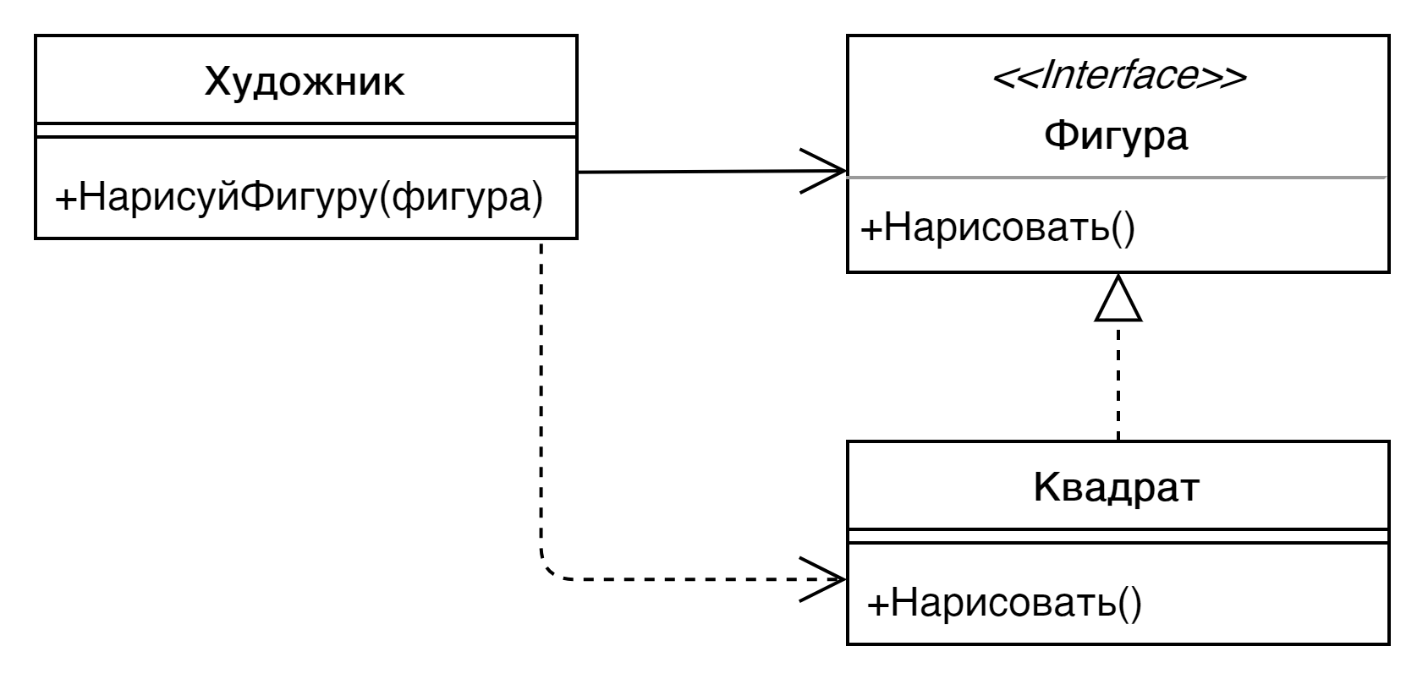 Художник
+НарисуйФигуру(фигура)
<<Interface>>
Фигура
+Нарисовать()
Квадрат
+Нарисовать()